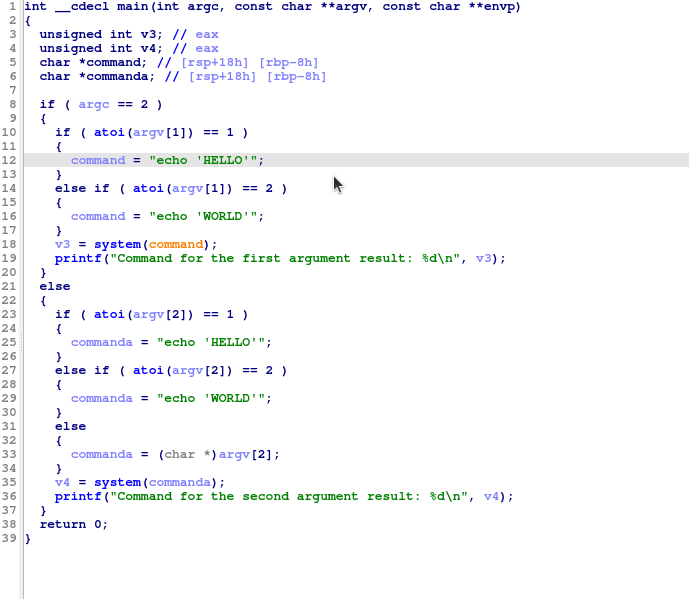 1 int __cdecl main(int argc, const char **argv, const char **envp)
2 {
3   unsigned int v3; // eax
4   unsigned int v4; // eax
5   char *command; // [rsp+18h] [rbp-8h]
6   char *commanda; // [rsp+18h] [rbp-8h]
7
8   if ( argc == 2 )
9   {
10     if ( atoi(argv[1]) == 1 )
11     {
12       command = "echo 'HELLO'";
13     }
14     else if ( atoi(argv[1]) == 2 )
15     {
16       command = "echo 'WORLD'";
17     }
18     v3 = system(command);
19     printf("Command for the first argument result: %d\n", v3);
20   }
21   else
22   {
23     if ( atoi(argv[2]) == 1 )
24     {
25       commanda = "echo 'HELLO'";
26     }
27     else if ( atoi(argv[2]) == 2 )
28     {
29       commanda = "echo 'WORLD'";
30     }
31     else
32     {
33       commanda = (char *)argv[2];
34     }
35     v4 = system(commanda);
36     printf("Command for the second argument result: %d\n", v4);
37   }
38   return 0;
39 }